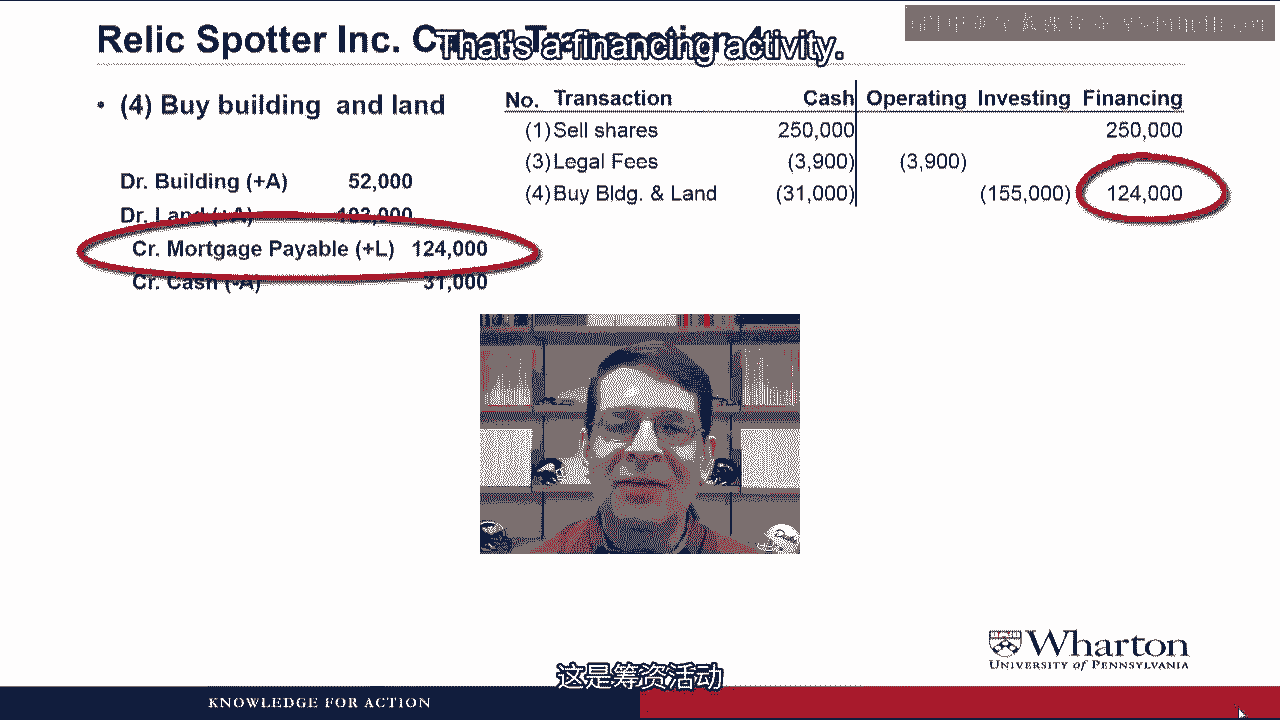 Relic Spotter Inc. Case: Transaction 4
That's a financing activity.
• (4) Buy building and land
No. Transaction Cash Operating Investing Financing
(1) Sell shares 250,000 250,000
(3) Legal Fees (3,900) (3,900)
(4) Buy Bldg. & Land (31,000) (155,000) 124,000
Dr. Building (+A) 52,000
Dr. Land (+A) 103,000
Cr. Mortgage Payable (+L) 124,000
Cr. Cash (-A) 31,000
Wharton
UNIVERSITY of PENNSYLVANIA
这是筹资活动
KNOWLEDGE FOR ACTION